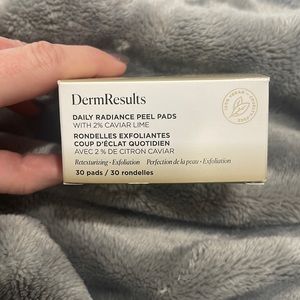 DermResults
DAILY RADIANCE PEEL PADS
WITH 2% CAVIAR LIME
RONDELLES EXFOLIANTES
COUP D'ÉCLAT QUOTIDIEN
AVEC 2 % DE CITRON CAVIAR
Retexturizing • Exfoliation Perfection de la peau • Exfoliation
30 pads / 30 rondelles